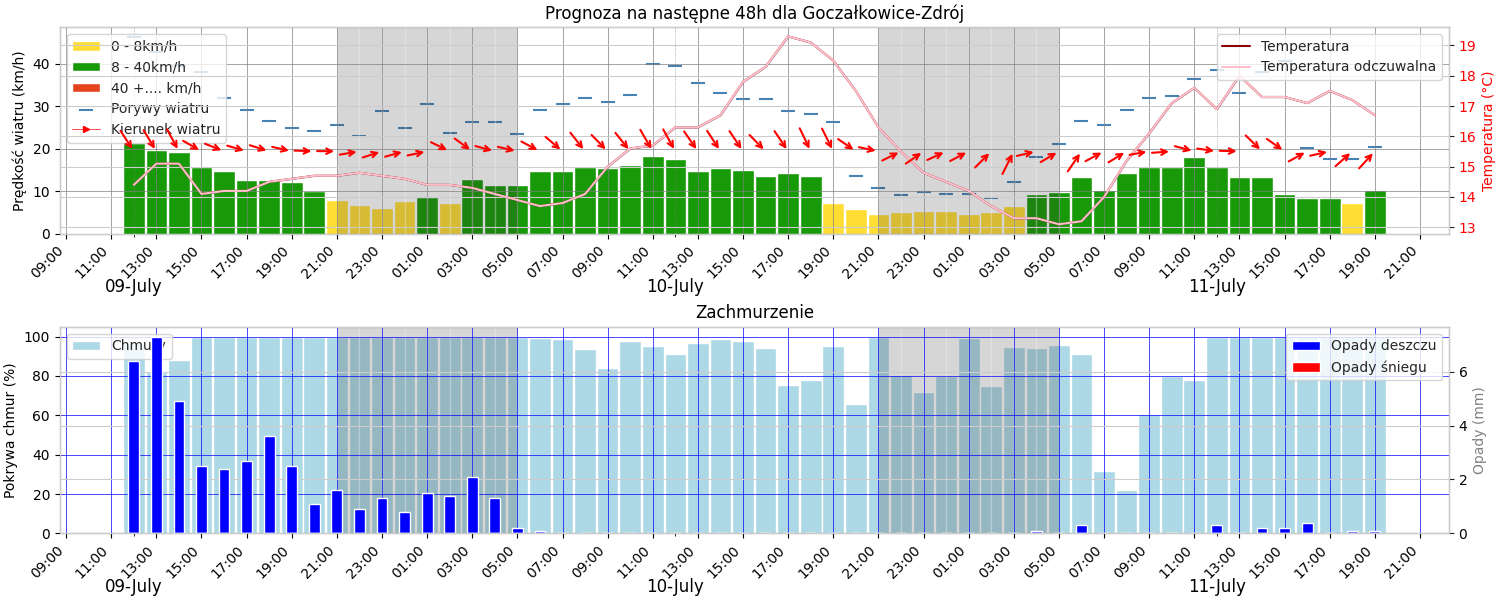 Prognoza na następne 48h dla Goczałkowice-Zdrój
Prędkość wiatru (km/h)
40
30
20
10
0
0 - 8km/h
8 - 40km/h
40 +.... km/h
Porywy wiatru
Kierunek wiatru
Temperatura
Temperatura odczuwalna
19
18
17
16
15
14
13
Temperatura (°C)
09:00 11:00 13:00 15:00 17:00 19:00 21:00 23:00 01:00 03:00 05:00 07:00 09:00 11:00 13:00 15:00 17:00 19:00 21:00 23:00 01:00 03:00 05:00 07:00 09:00 11:00 13:00 15:00 17:00 19:00 21:00
09-July 10-July 11-July
Zachmurzenie
Pokrywa chmur (%)
100
80
60
40
20
0
Chmury
Opady deszczu
Opady śniegu
6
4
2
0
Opady (mm)
09:00 11:00 13:00 15:00 17:00 19:00 21:00 23:00 01:00 03:00 05:00 07:00 09:00 11:00 13:00 15:00 17:00 19:00 21:00 23:00 01:00 03:00 05:00 07:00 09:00 11:00 13:00 15:00 17:00 19:00 21:00
09-July 10-July 11-July